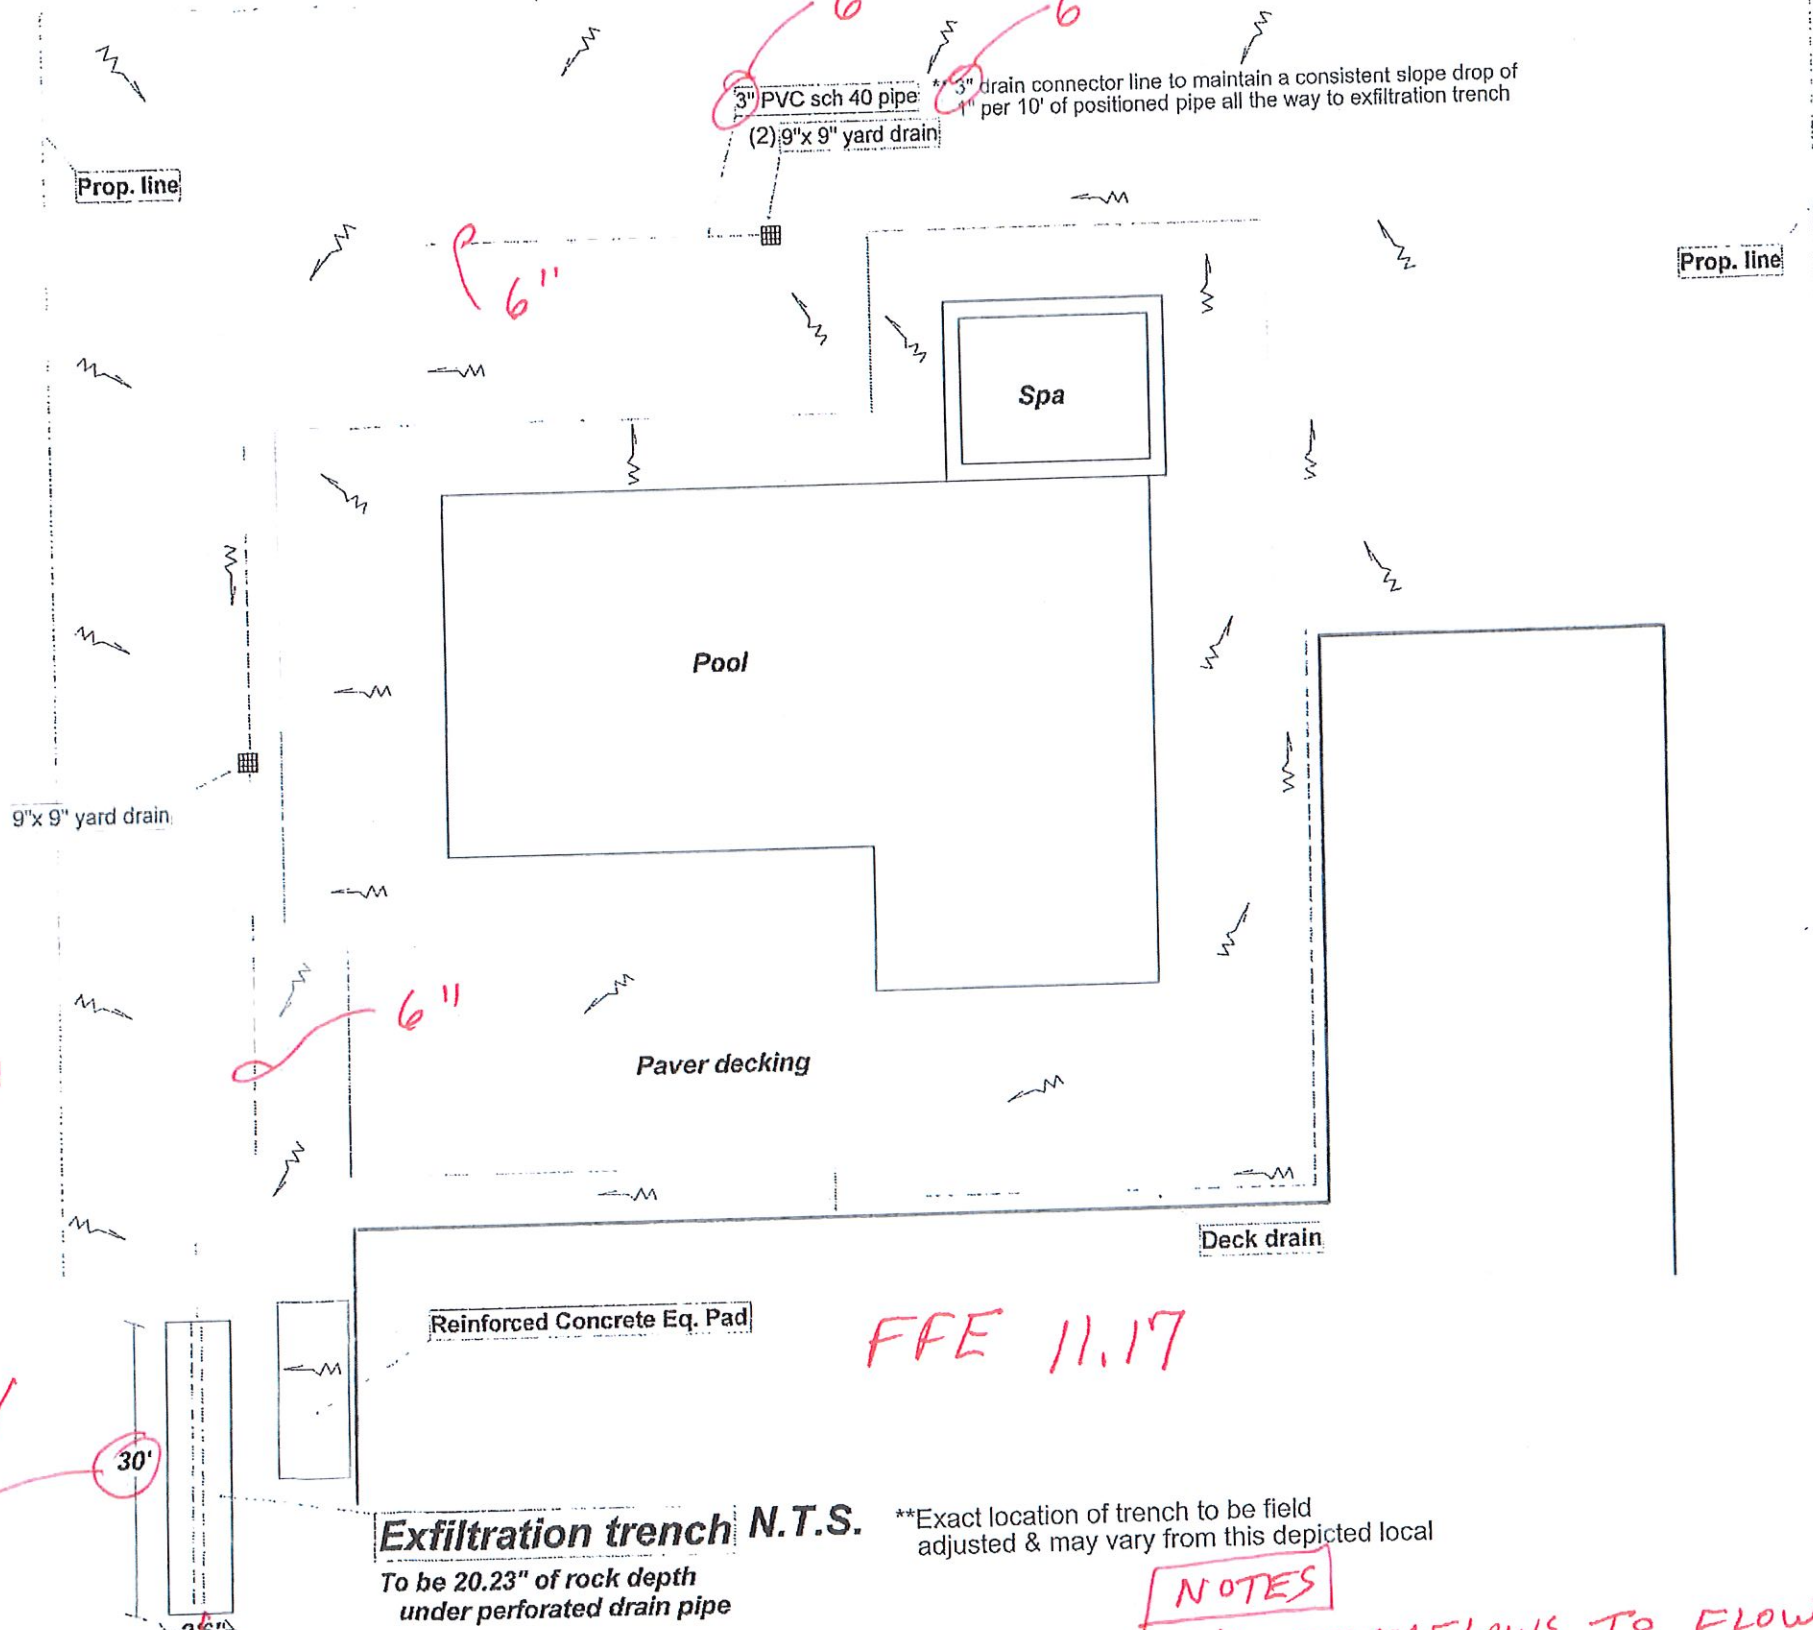 6
6
3" PVC sch 40 pipe
**3" drain connector line to maintain a consistent slope drop of
1" per 10' of positioned pipe all the way to exfiltration trench
(2) 9"x 9" yard drain
Prop. line
Prop. line
6"
Spa
Pool
9"x 9" yard drain
6"
Paver decking
Deck drain
Reinforced Concrete Eq. Pad
FFE 11.17
30'
Exfiltration trench N.T.S.
**Exact location of trench to be field
adjusted & may vary from this depicted local
To be 20.23" of rock depth
under perforated drain pipe
NOTES
TO FLOW